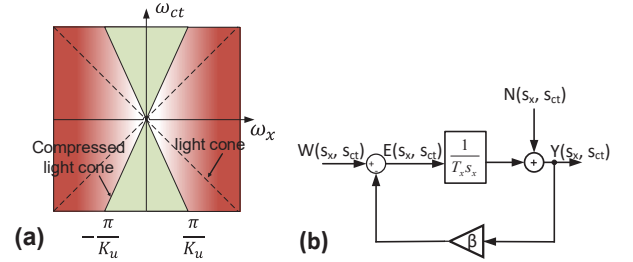 ω_ct
ω_x
Compressed
light cone
light cone
-π/K_u
π/K_u
(a)
N(s_x, s_ct)
W(s_x, s_ct)
E(s_x, s_ct)
1/(T_x s_x)
Y(s_x, s_ct)
+
-
+
β
(b)